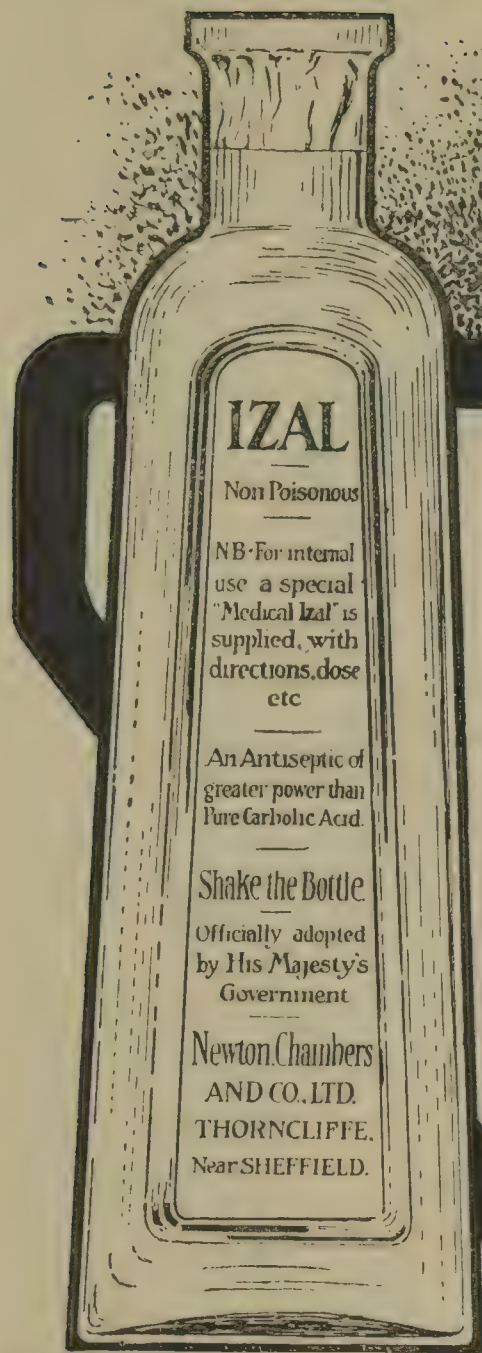 IZAL
Non Poisonous
NB·For internal
use a special
"Medical Izal" is
supplied, with
directions, dose
etc
An Antiseptic of
greater power than
Pure Carbolic Acid.
Shake the Bottle
Officially adopted
by His Majesty's
Government
Newton, Chambers
AND CO., LTD.
THORNCLIFFE,
Near SHEFFIELD.